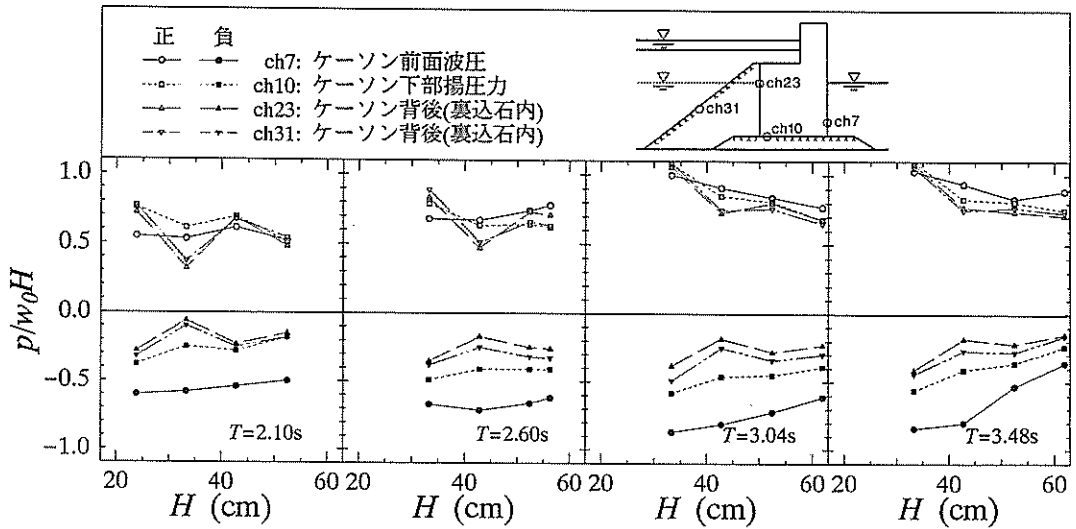 正 負
ch7: ケーソン前面波圧
ch10: ケーソン下部揚圧力
ch23: ケーソン背後(裏込石内)
ch31: ケーソン背後(裏込石内)
ch23
ch31
ch10
ch7
p/w₀H
1.0
0.5
0.0
−0.5
−1.0
T=2.10s
T=2.60s
T=3.04s
T=3.48s
20 40 60 20 40 60 20 40 60 20 40 60
H (cm) H (cm) H (cm) H (cm)